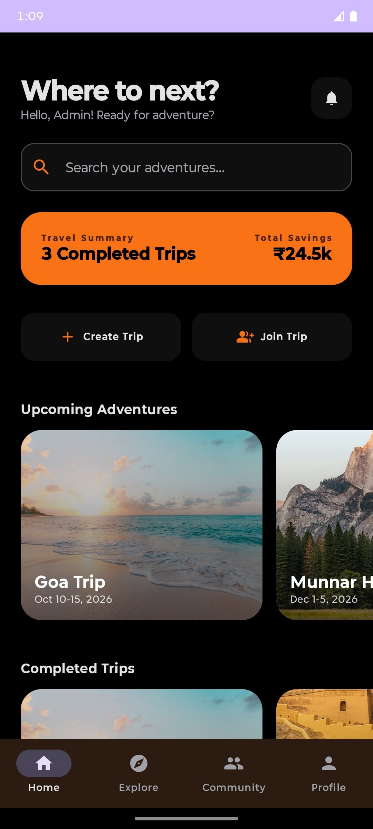 1:09
Where to next?
Hello, Admin! Ready for adventure?
Search your adventures...
Travel Summary
3 Completed Trips
Total Savings
₹24.5k
Create Trip
Join Trip
Upcoming Adventures
Goa Trip
Oct 10-15, 2026
Munnar H
Dec 1-5, 2026
Completed Trips
Home
Explore
Community
Profile